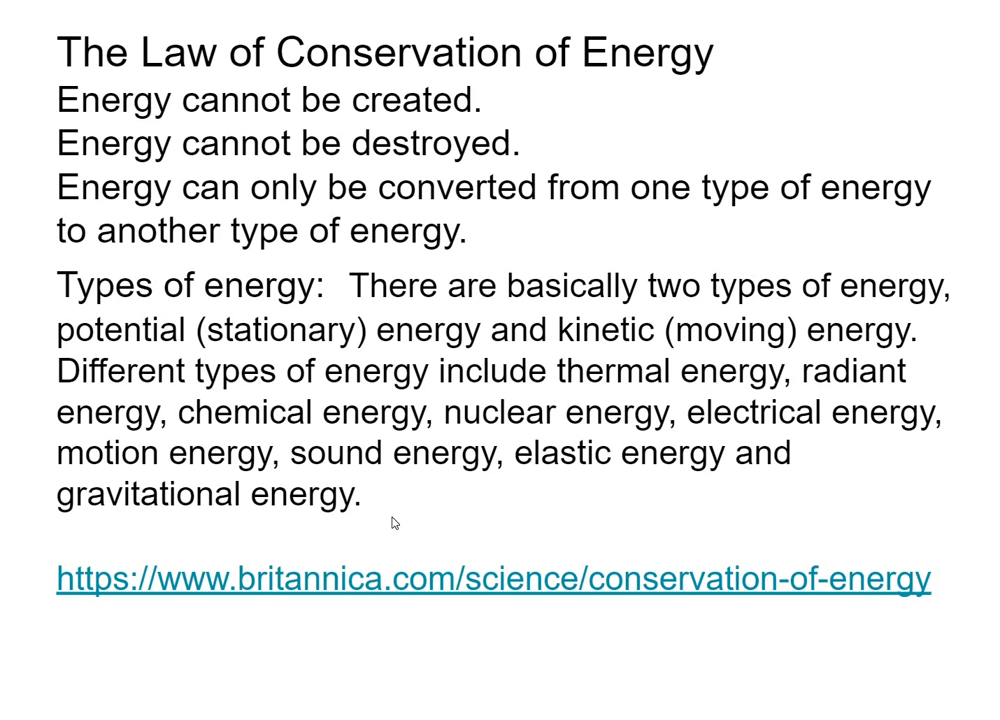 The Law of Conservation of Energy
Energy cannot be created.
Energy cannot be destroyed.
Energy can only be converted from one type of energy
to another type of energy.
Types of energy: There are basically two types of energy,
potential (stationary) energy and kinetic (moving) energy.
Different types of energy include thermal energy, radiant
energy, chemical energy, nuclear energy, electrical energy,
motion energy, sound energy, elastic energy and
gravitational energy.
https://www.britannica.com/science/conservation-of-energy